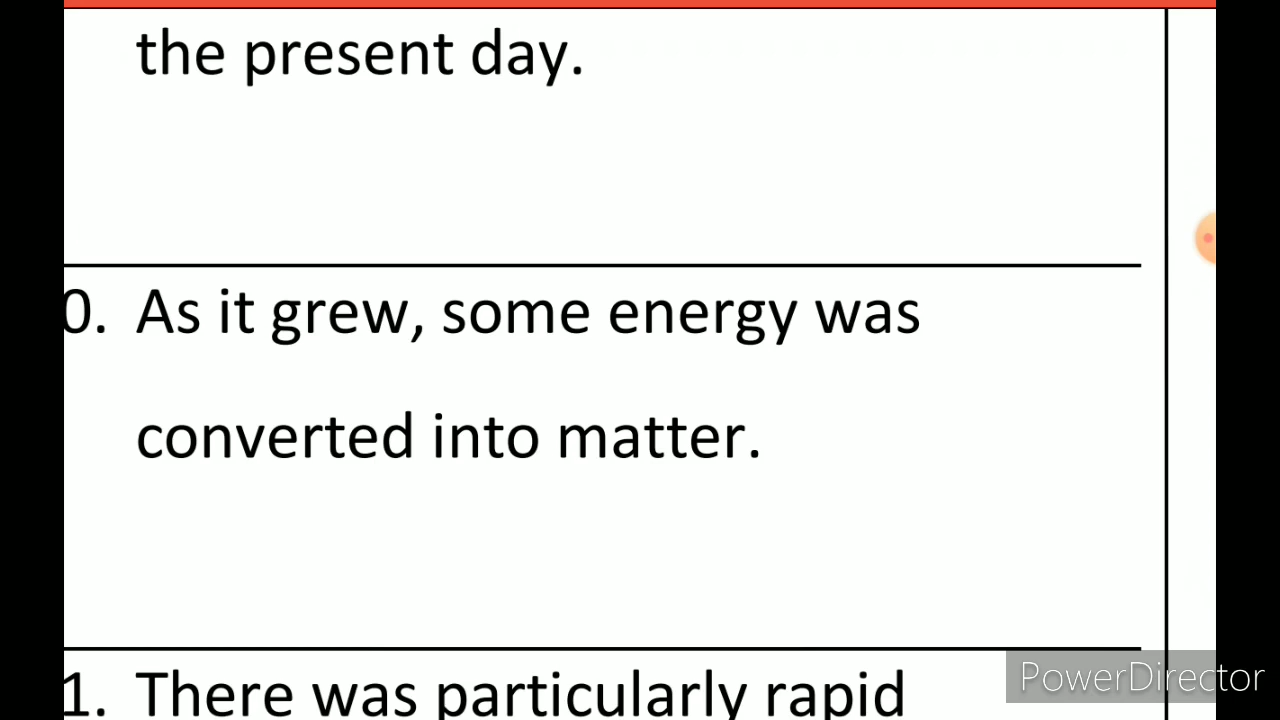 the present day.
0. As it grew, some energy was
converted into matter.
1. There was particularly rapid
PowerDirector